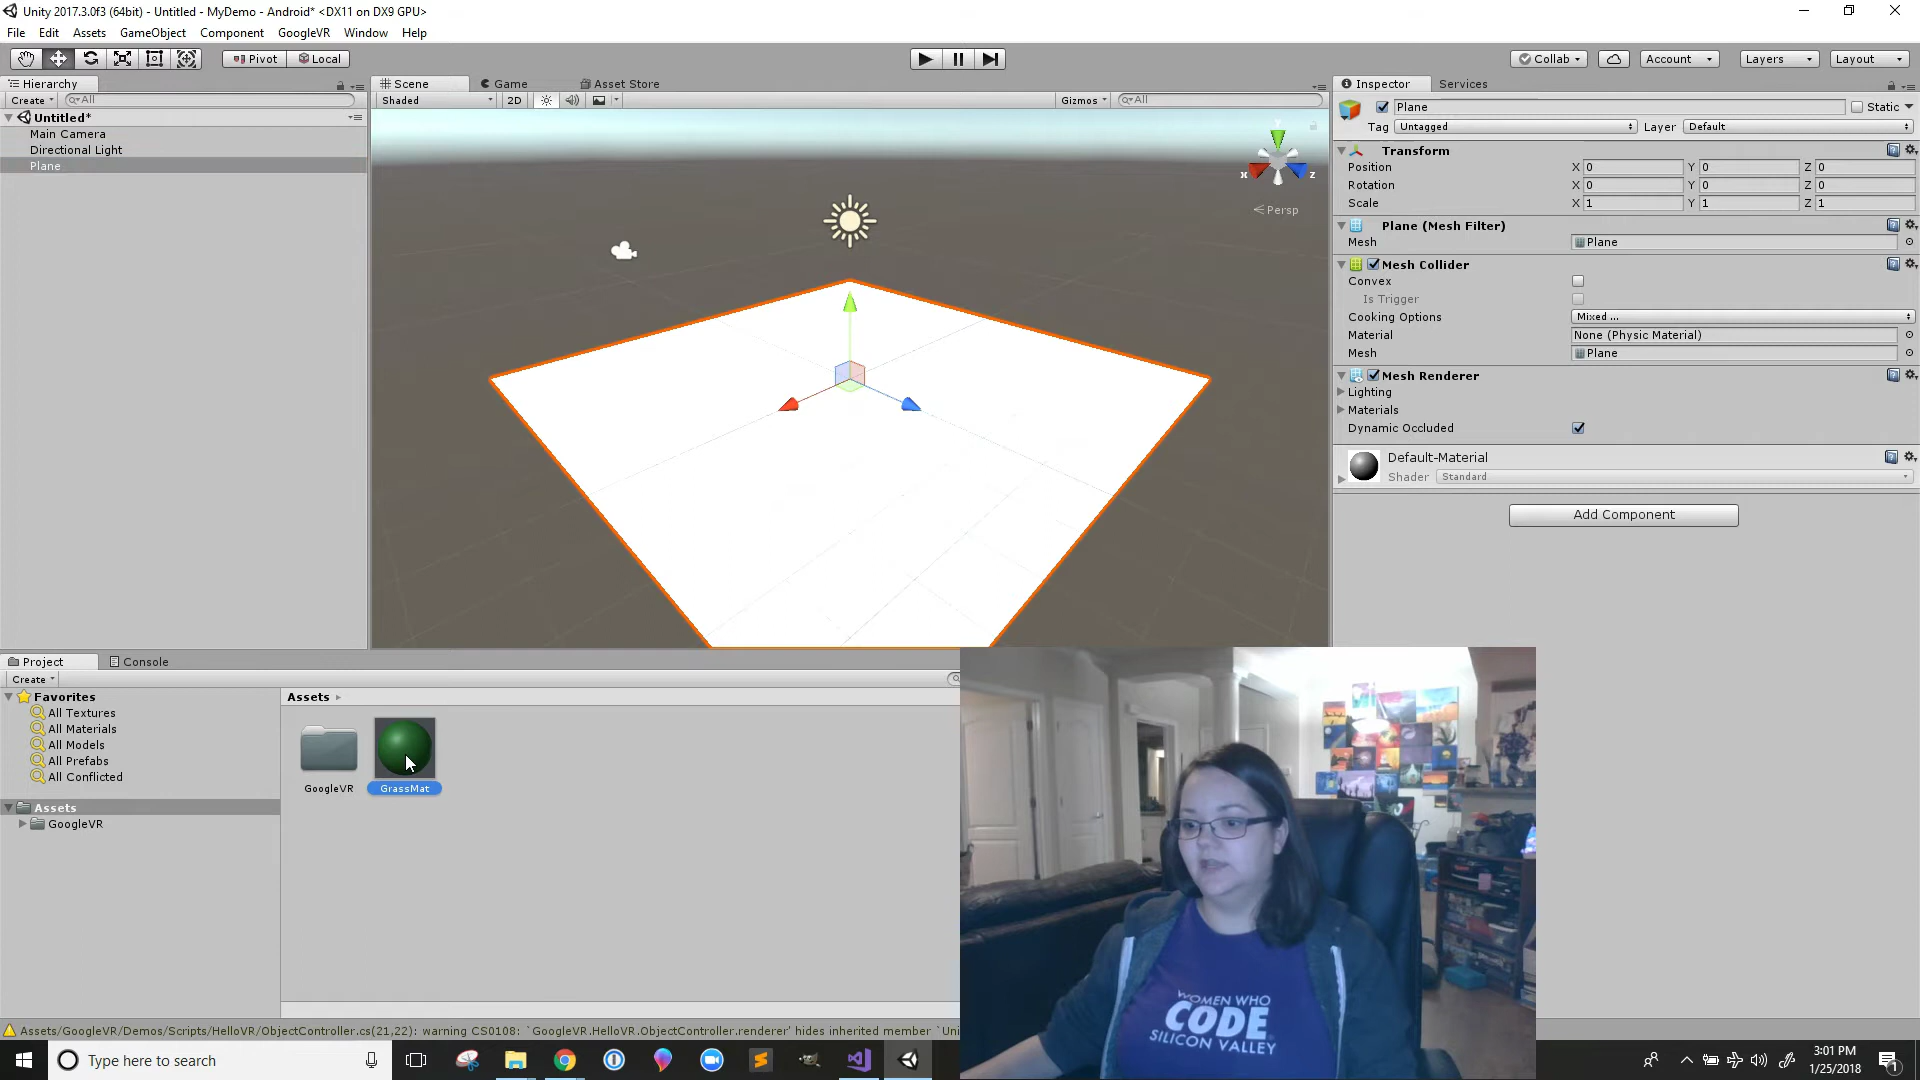 Unity 2017.3.0f3 (64bit) - Untitled - MyDemo - Android* <DX11 on DX9 GPU>
File Edit Assets GameObject Component GoogleVR Window Help
Pivot Local Collab Account Layers Layout
Hierarchy Scene Game Asset Store Inspector Services
Create All Shaded 2D Gizmos All
Plane Static
Untitled*
Tag Untagged Layer Default
Main Camera
Directional Light
Plane
Transform
Position X 0 Y 0 Z 0
Rotation X 0 Y 0 Z 0
Scale X 1 Y 1 Z 1
y
x z
Persp
Plane (Mesh Filter)
Mesh Plane
Mesh Collider
Convex
Is Trigger
Cooking Options Mixed ...
Material None (Physic Material)
Mesh Plane
Mesh Renderer
Lighting
Materials
Dynamic Occluded
Default-Material
Shader Standard
Add Component
Project Console
Create
Favorites
All Textures
All Materials
All Models
All Prefabs
All Conflicted
Assets
GoogleVR
Assets
GoogleVR GrassMat
WOMEN WHO
CODE
SILICON VALLEY
Assets/GoogleVR/Demos/Scripts/HelloVR/ObjectController.cs(21,22): warning CS0108: `GoogleVR.HelloVR.ObjectController.renderer' hides inherited member `Uni
Type here to search
3:01 PM
1/25/2018
1